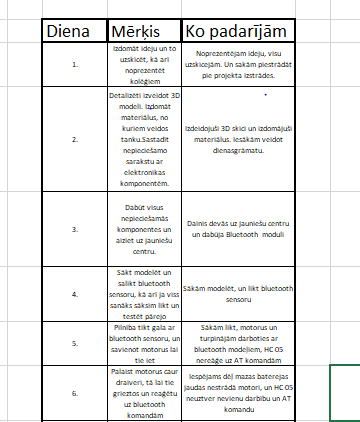 Diena Mērķis Ko padarījām
1.
Izdomāt ideju un to
uzskicēt, kā arī
noprezentēt
kolēģiem
Noprezentējam ideju, visu
uzskicējām. Un sakām piestrādāt
pie projekta izstrādes.
2.
Detalizēti izveidot 3D
modeli. Izdomāt
materiālus, no
kuriem veidos
tanku.Sastadīt
nepieciešamo
sarakstu ar
elektronikas
komponentēm.
Izdeidojuši 3D skici un izdomājuši
materiālus. Iesākām veidot
dienasgrāmatu.
3.
Dabūt visus
nepieciešamās
komponentes un
aiziet uz jauniešu
centru.
Dainis devās uz jauniešu centru
un dabūja Bluetooth moduli
4.
Sākt modelēt un
salikt bluetooth
sensoru, kā arī ja viss
sanāks sāksim likt un
testēt pārejo
Sākām modelēt, un likt bluetooth
sensoru
5.
Pilnība tikt gala ar
bluetooth sensoru, un
savienot motorus lai
tie iet
Sākām likt, motorus un
turpinājām darboties ar
bluetooth modeļiem, HC 05
nereāģe uz AT komandām
6.
Palaist motorus caur
draiveri, tā lai tie
grieztos un reaģētu
uz bluetooth
komandām
Iespējams dēļ mazas baterejas
jaudas nestrādā motori, un HC 05
neuztver nevienu darbību un AT
komandu